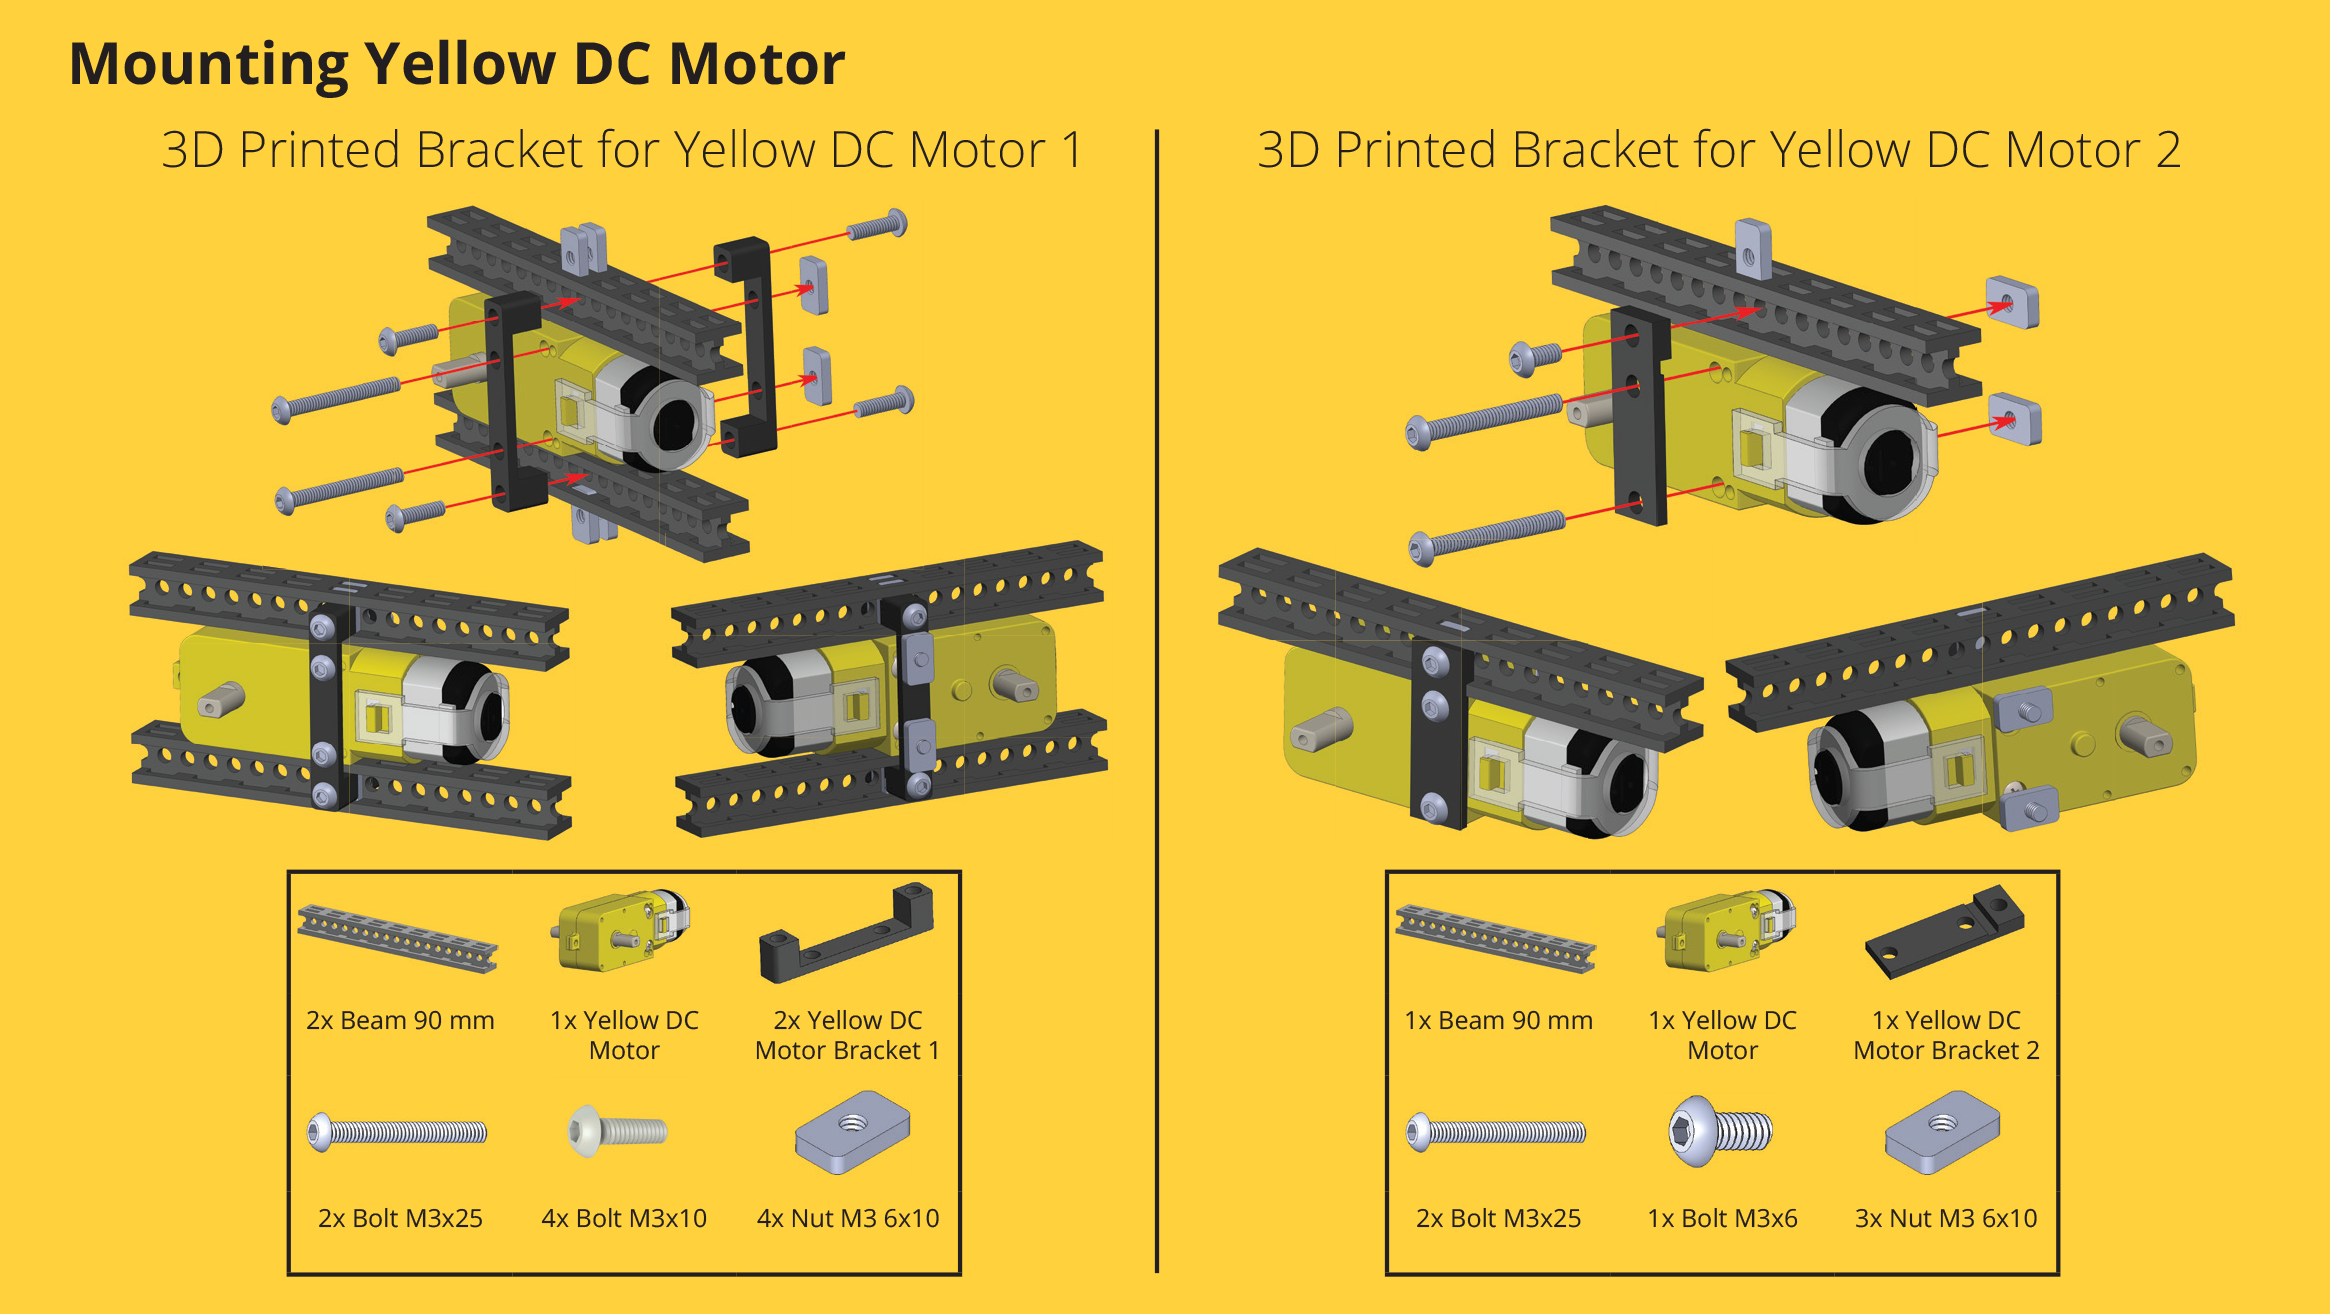 Mounting Yellow DC Motor
3D Printed Bracket for Yellow DC Motor 1
2x Beam 90 mm
1x Yellow DC
Motor
2x Yellow DC
Motor Bracket 1
2x Bolt M3x25
4x Bolt M3x10
4x Nut M3 6x10
3D Printed Bracket for Yellow DC Motor 2
1x Beam 90 mm
1x Yellow DC
Motor
1x Yellow DC
Motor Bracket 2
2x Bolt M3x25
1x Bolt M3x6
3x Nut M3 6x10